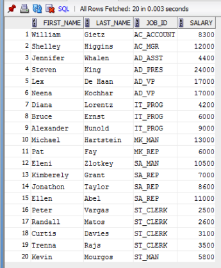 SQL | All Rows Fetched: 20 in 0.003 seconds
FIRST_NAME LAST_NAME JOB_ID SALARY
1 William Gietz AC_ACCOUNT 8300
2 Shelley Higgins AC_MGR 12000
3 Jennifer Whalen AD_ASST 4400
4 Steven King AD_PRES 24000
5 Lex De Haan AD_VP 17000
6 Neena Kochhar AD_VP 17000
7 Diana Lorentz IT_PROG 4200
8 Bruce Ernst IT_PROG 6000
9 Alexander Hunold IT_PROG 9000
10 Michael Hartstein MK_MAN 13000
11 Pat Fay MK_REP 6000
12 Eleni Zlotkey SA_MAN 10500
13 Kimberely Grant SA_REP 7000
14 Jonathon Taylor SA_REP 8600
15 Ellen Abel SA_REP 11000
16 Peter Vargas ST_CLERK 2500
17 Randall Matos ST_CLERK 2600
18 Curtis Davies ST_CLERK 3100
19 Trenna Rajs ST_CLERK 3500
20 Kevin Mourgos ST_MAN 5800